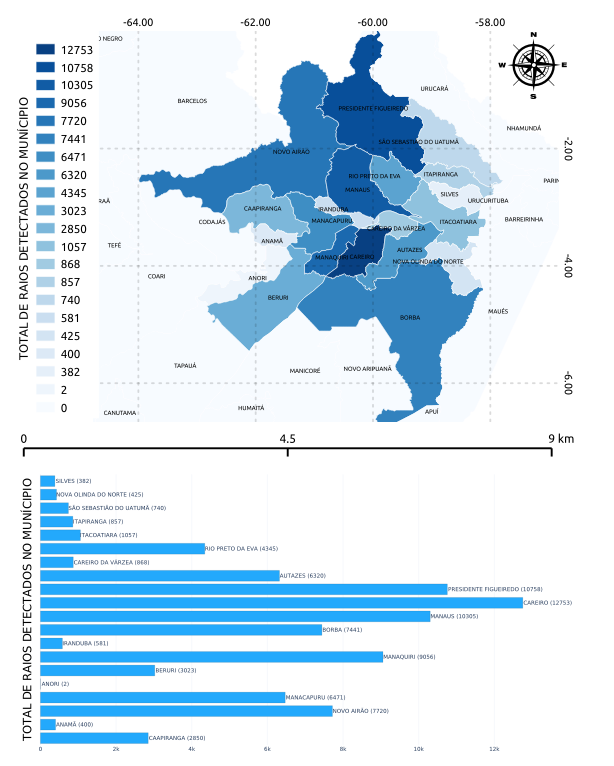 -64.00
-62.00
-60.00
-58.00
TOTAL DE RAIOS DETECTADOS NO MUNÍCIPIO
12753
10758
10305
9056
7720
7441
6471
6320
4345
3023
2850
1057
868
857
740
581
425
400
382
2
0
O NEGRO
N
W
E
S
URUCARÁ
BARCELOS
PRESIDENTE FIGUEIREDO
NHAMUNDÁ
SÃO SEBASTIÃO DO UATUMÃ
NOVO AIRÃO
-2.00
RIO PRETO DA EVA
ITAPIRANGA
PARIN
MANAUS
SILVES
RAÃ
URUCURITUBA
CAAPIRANGA
IRANDUBA
CODAJÁS
MANACAPURU
ITACOATIARA
BARREIRINHA
CAREIRO DA VÁRZEA
TEFÉ
ANAMÃ
AUTAZES
MANAQUIRI
CAREIRO
NOVA OLINDA DO NORTE
-4.00
COARI
ANORI
BERURI
MAUÉS
BORBA
TAPAUÁ
MANICORÉ
NOVO ARIPUANÃ
-6.00
CANUTAMA
HUMAITÁ
APUÍ
0
4.5
9 km
TOTAL DE RAIOS DETECTADOS NO MUNÍCIPIO
SILVES (382)
NOVA OLINDA DO NORTE (425)
SÃO SEBASTIÃO DO UATUMÃ (740)
ITAPIRANGA (857)
ITACOATIARA (1057)
RIO PRETO DA EVA (4345)
CAREIRO DA VÁRZEA (868)
AUTAZES (6320)
PRESIDENTE FIGUEIREDO (10758)
CAREIRO (12753)
MANAUS (10305)
BORBA (7441)
IRANDUBA (581)
MANAQUIRI (9056)
BERURI (3023)
ANORI (2)
MANACAPURU (6471)
NOVO AIRÃO (7720)
ANAMÃ (400)
CAAPIRANGA (2850)
0
2k
4k
6k
8k
10k
12k